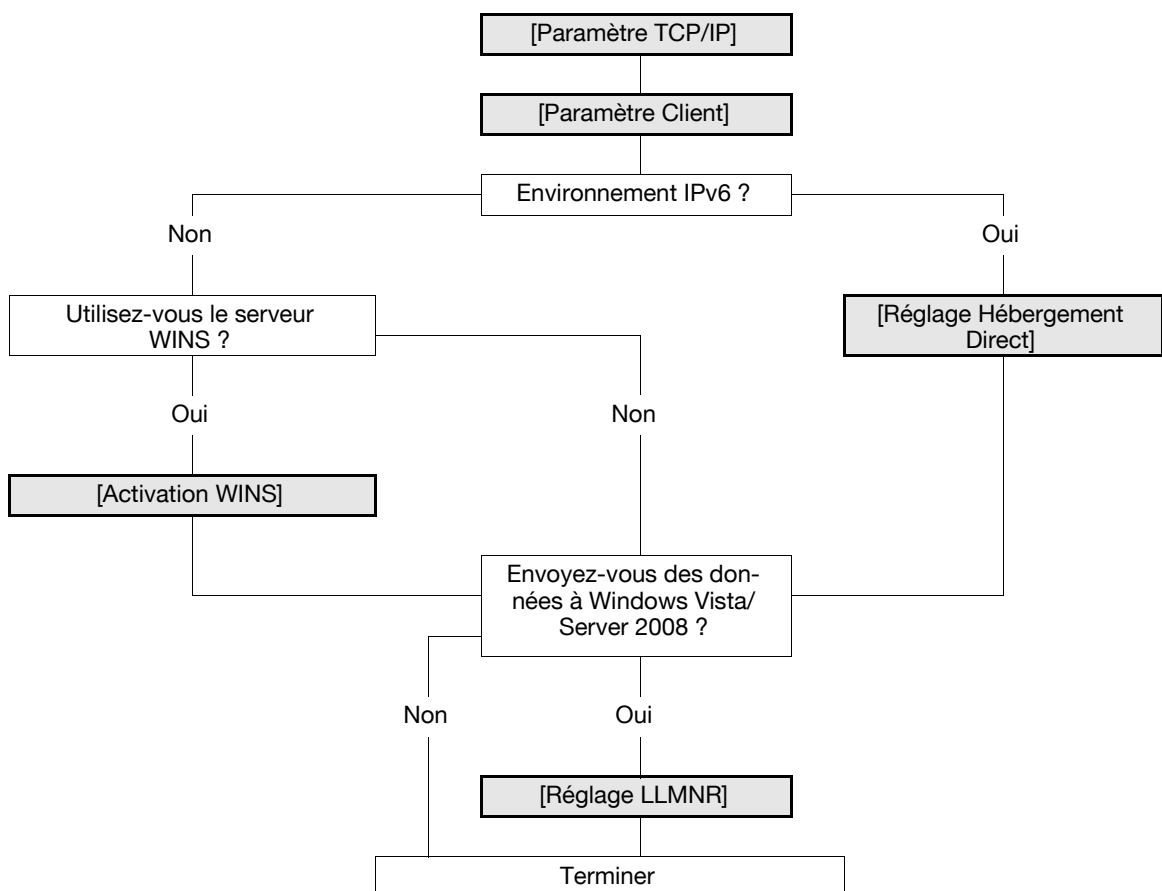 [Paramètre TCP/IP]
[Paramètre Client]
Environnement IPv6 ?
Non
Oui
Utilisez-vous le serveur
WINS ?
[Réglage Hébergement
Direct]
Oui
Non
[Activation WINS]
Envoyez-vous des don-
nées à Windows Vista/
Server 2008 ?
Non
Oui
[Réglage LLMNR]
Terminer